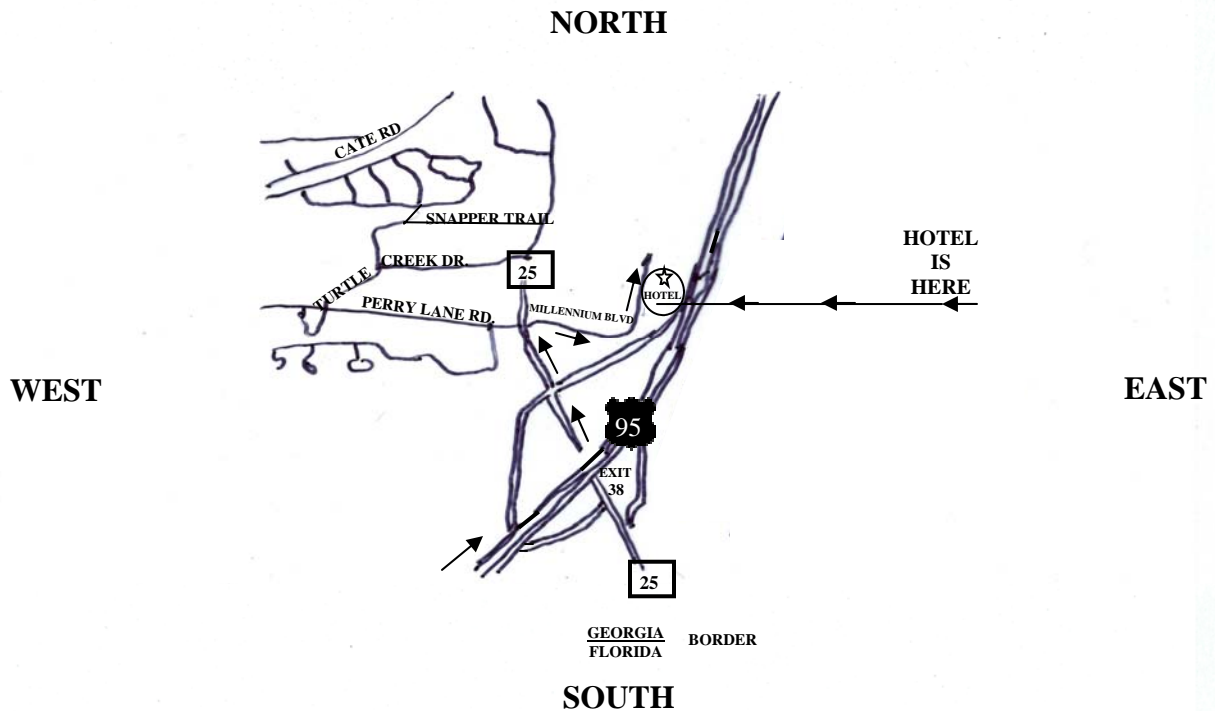 NORTH
CATE RD
SNAPPER TRAIL
HOTEL
IS
HERE
TURTLE CREEK DR.
25
HOTEL
PERRY LANE RD.
MILLENNIUM BLVD
WEST
EAST
95
EXIT
38
25
GEORGIA
FLORIDA
BORDER
SOUTH